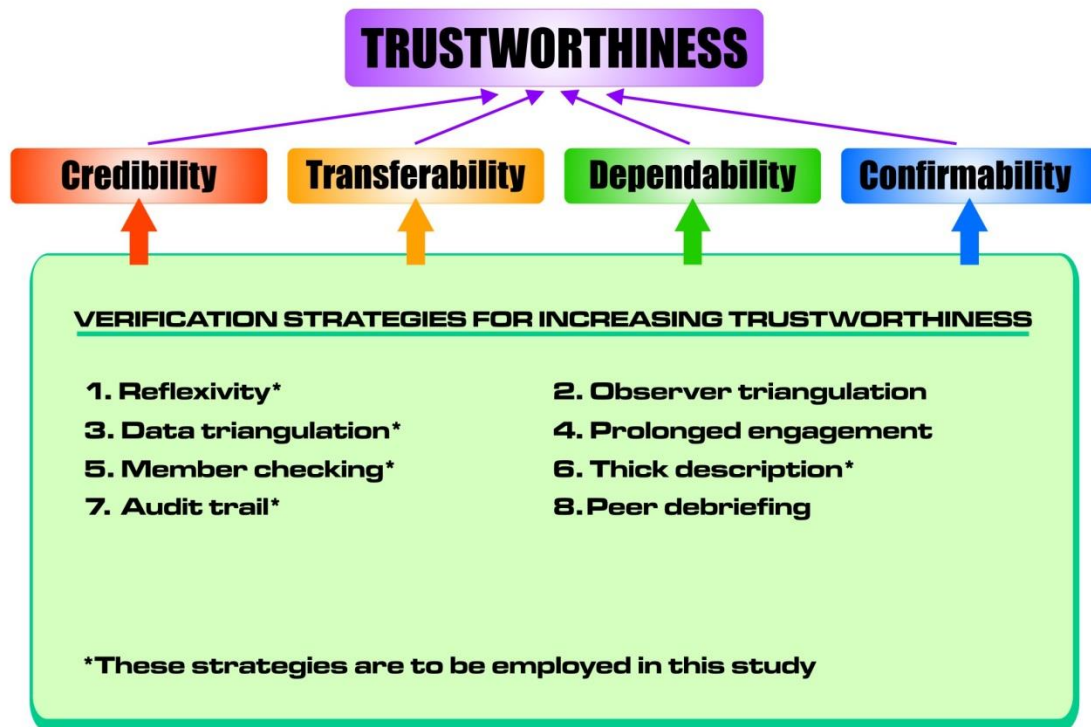 TRUSTWORTHINESS
Credibility
Transferability
Dependability
Confirmability
VERIFICATION STRATEGIES FOR INCREASING TRUSTWORTHINESS
1. Reflexivity*
2. Observer triangulation
3. Data triangulation*
4. Prolonged engagement
5. Member checking*
6. Thick description*
7. Audit trail*
8.Peer debriefing
*These strategies are to be employed in this study